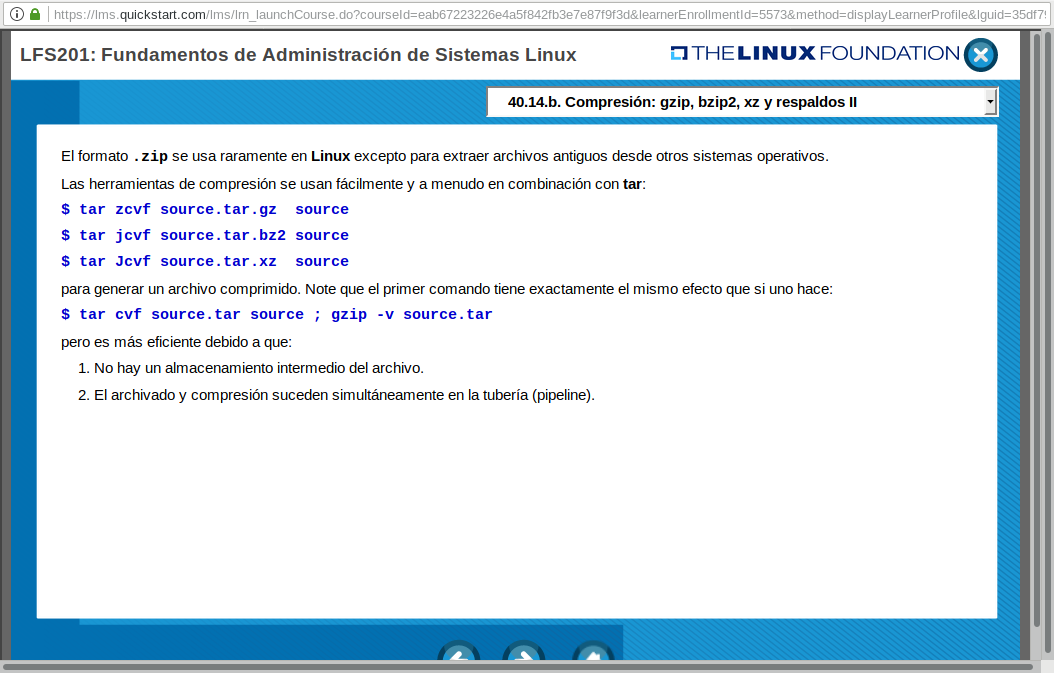 https://lms.quickstart.com/lms/lrn_launchCourse.do?courseId=eab67223226e4a5f842fb3e7e87f9f3d&learnerEnrollmentId=5573&method=displayLearnerProfile&lguid=35df79
LFS201: Fundamentos de Administración de Sistemas Linux
THE LINUX FOUNDATION
40.14.b. Compresión: gzip, bzip2, xz y respaldos II
El formato .zip se usa raramente en Linux excepto para extraer archivos antiguos desde otros sistemas operativos.
Las herramientas de compresión se usan fácilmente y a menudo en combinación con tar:
$ tar zcvf source.tar.gz  source
$ tar jcvf source.tar.bz2 source
$ tar Jcvf source.tar.xz  source
para generar un archivo comprimido. Note que el primer comando tiene exactamente el mismo efecto que si uno hace:
$ tar cvf source.tar source ; gzip -v source.tar
pero es más eficiente debido a que:
1. No hay un almacenamiento intermedio del archivo.
2. El archivado y compresión suceden simultáneamente en la tubería (pipeline).